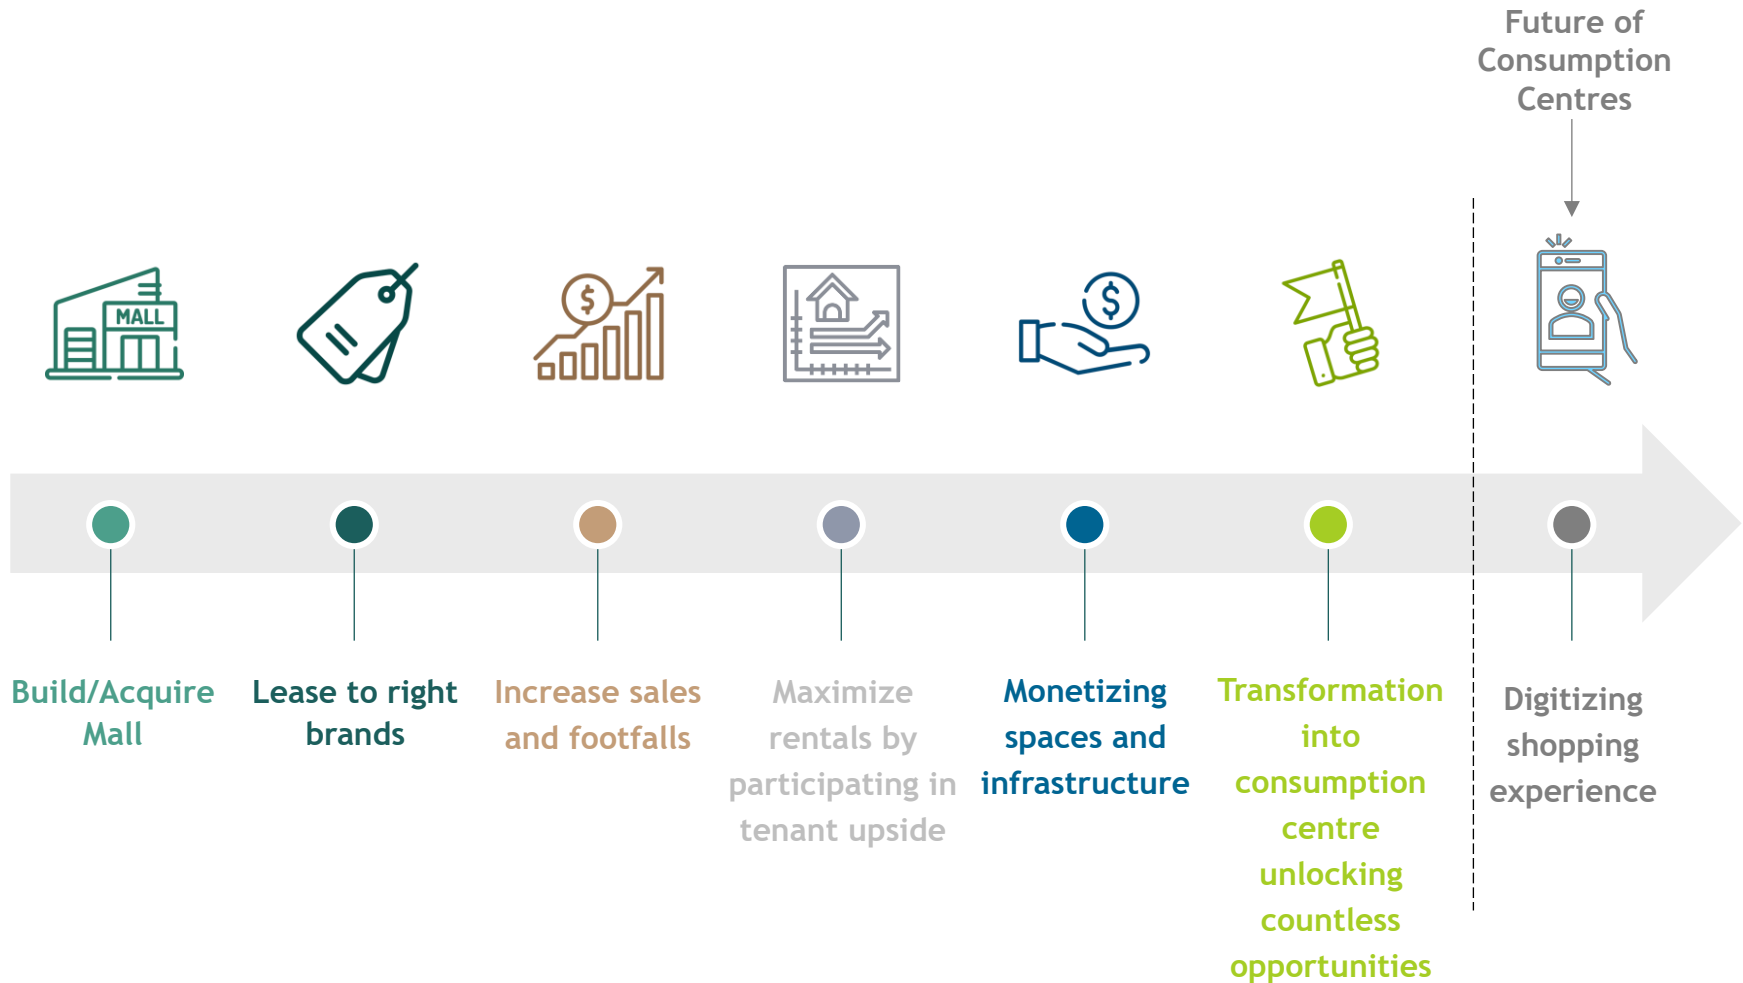 Future of
Consumption
Centres
MALL
$
$
Build/Acquire
Mall
Lease to right
brands
Increase sales
and footfalls
Maximize
rentals by
participating in
tenant upside
Monetizing
spaces and
infrastructure
Transformation
into
consumption
centre
unlocking
countless
opportunities
Digitizing
shopping
experience